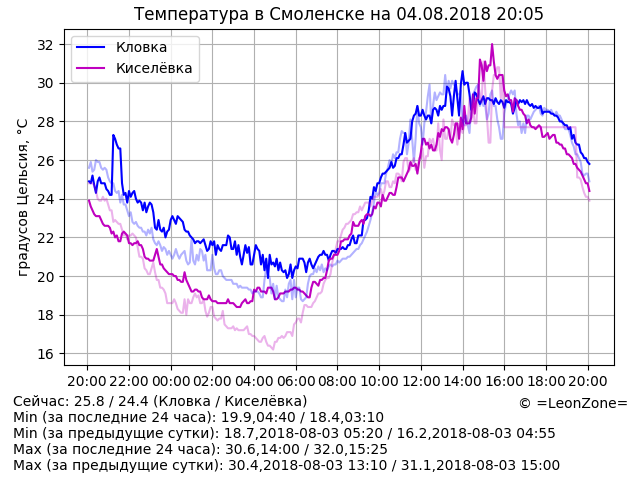 Температура в Смоленске на 04.08.2018 20:05
Кловка
Киселёвка
градусов Цельсия, °C
32
30
28
26
24
22
20
18
16
20:00 22:00 00:00 02:00 04:00 06:00 08:00 10:00 12:00 14:00 16:00 18:00 20:00
Сейчас: 25.8 / 24.4 (Кловка / Киселёвка)
© =LeonZone=
Min (за последние 24 часа): 19.9,04:40 / 18.4,03:10
Min (за предыдущие сутки): 18.7,2018-08-03 05:20 / 16.2,2018-08-03 04:55
Max (за последние 24 часа): 30.6,14:00 / 32.0,15:25
Max (за предыдущие сутки): 30.4,2018-08-03 13:10 / 31.1,2018-08-03 15:00